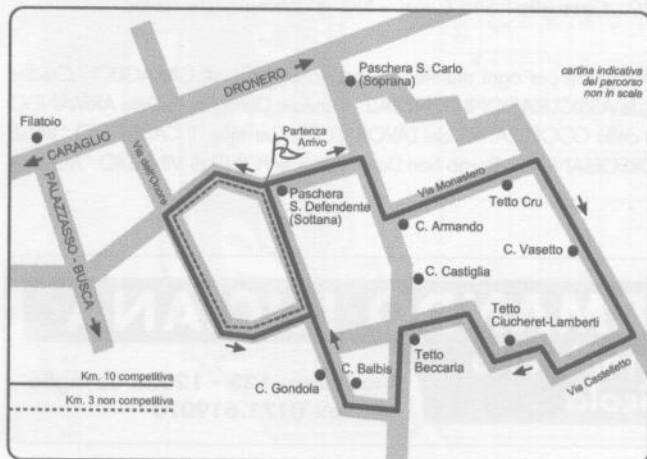 DRONERO
Paschera S. Carlo
(Soprana)
cartina indicativa
del percorso
non in scala
Filatoio
CARAGLIO
Via dell'Onore
Partenza
Arrivo
PALAZZASSO - BUSCA
Paschera
S. Defendente
(Sottana)
Via Monastero
Tetto Cru
C. Armando
C. Vasetto
C. Castiglia
Tetto
Ciucheret-Lamberti
Tetto
Beccaria
Via Castelletto
C. Balbis
C. Gondola
Km. 10 competitiva
Km. 3 non competitiva